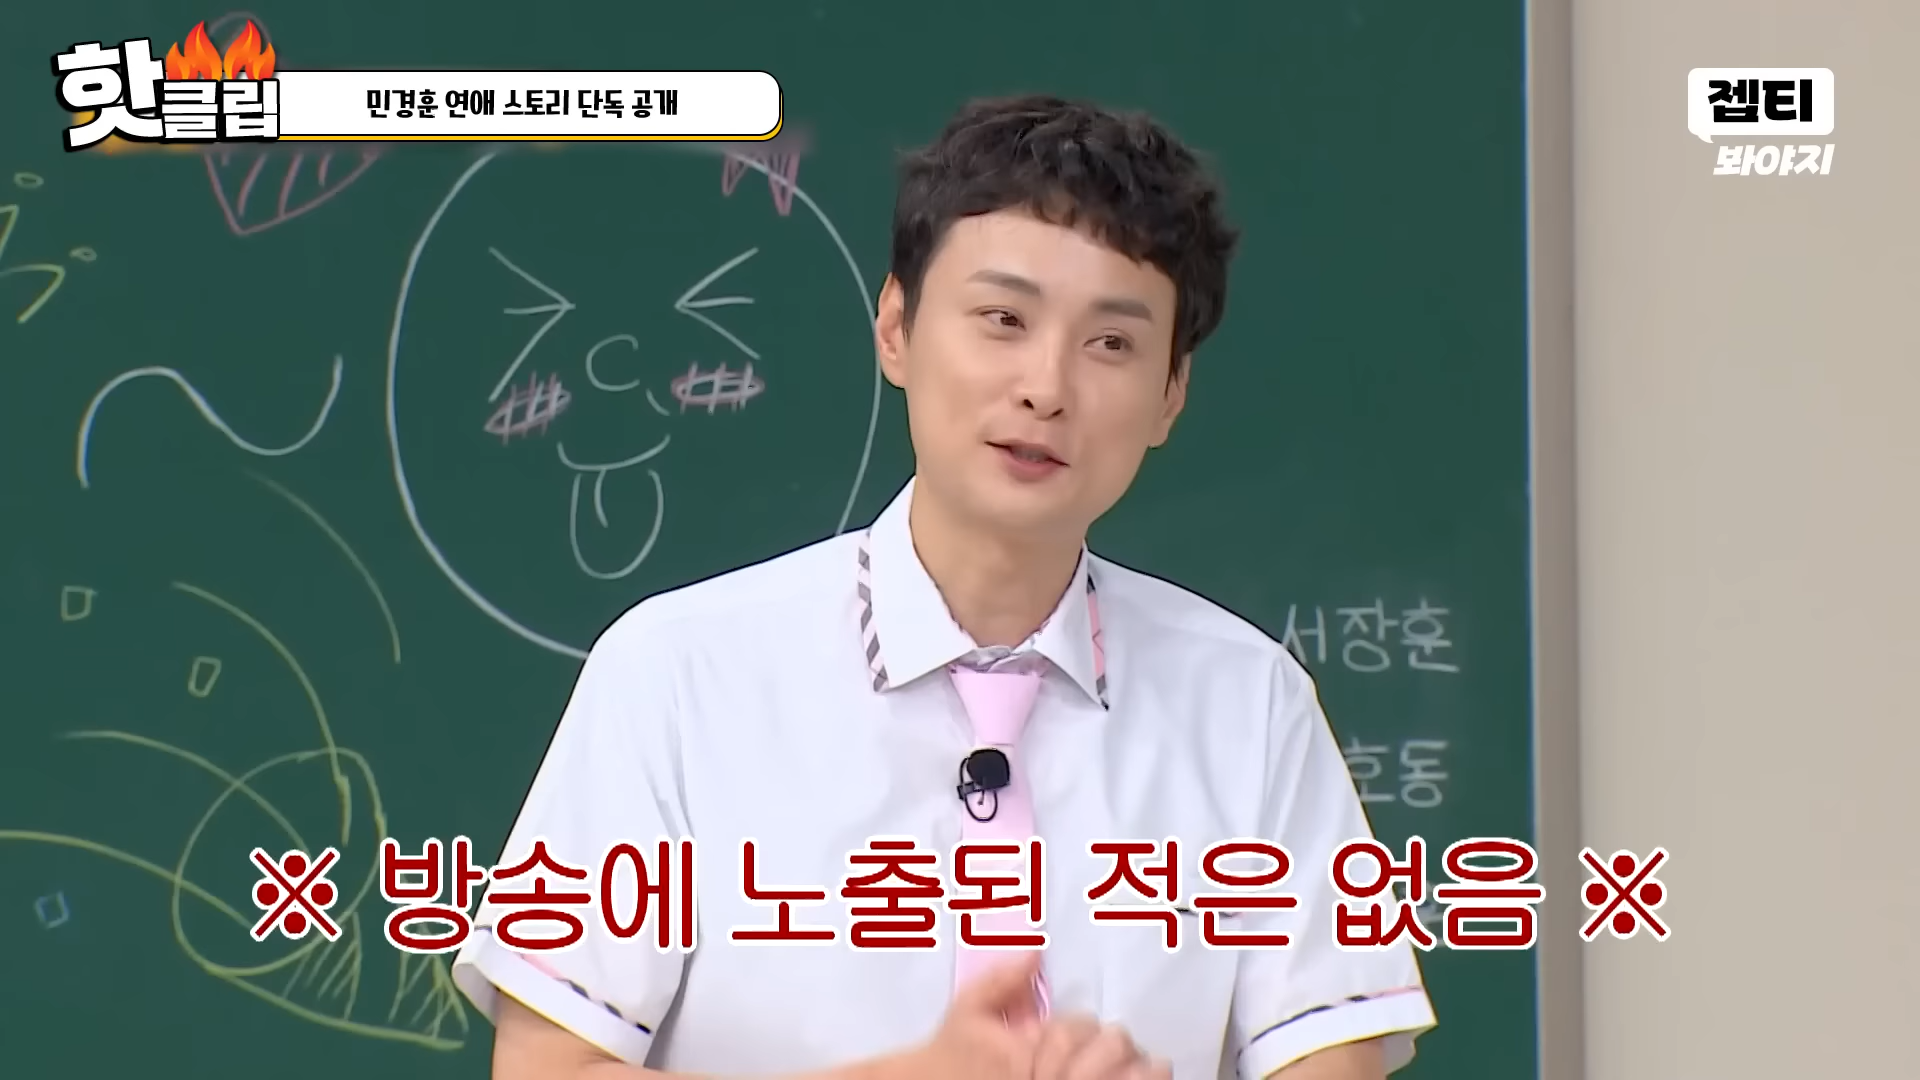 핫클립
민경훈 연애 스토리 단독 공개
젭티
봐야지
서장훈
호동
※ 방송에 노출된 적은 없음 ※